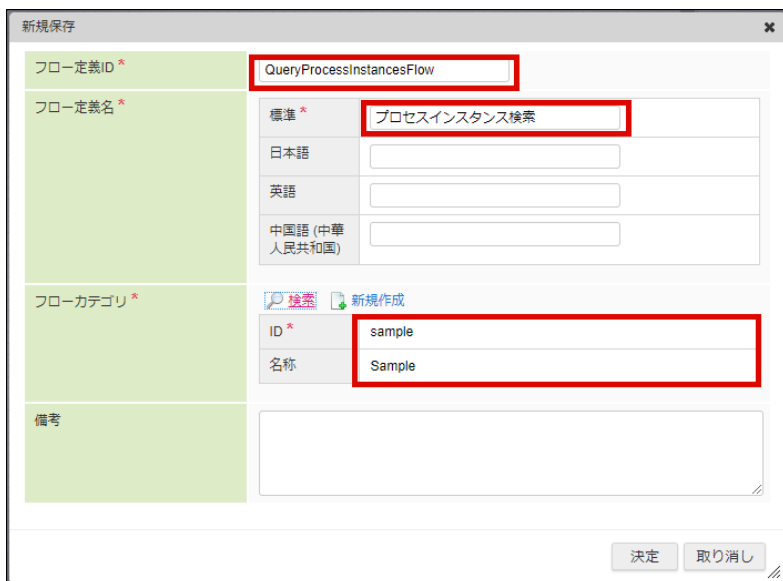 新規保存
フロー定義ID *
QueryProcessInstancesFlow
フロー定義名 *
標準 *
プロセスインスタンス検索
日本語
英語
中国語 (中華
人民共和国)
フローカテゴリ *
検索 新規作成
ID *
sample
名称
Sample
備考
決定 取り消し